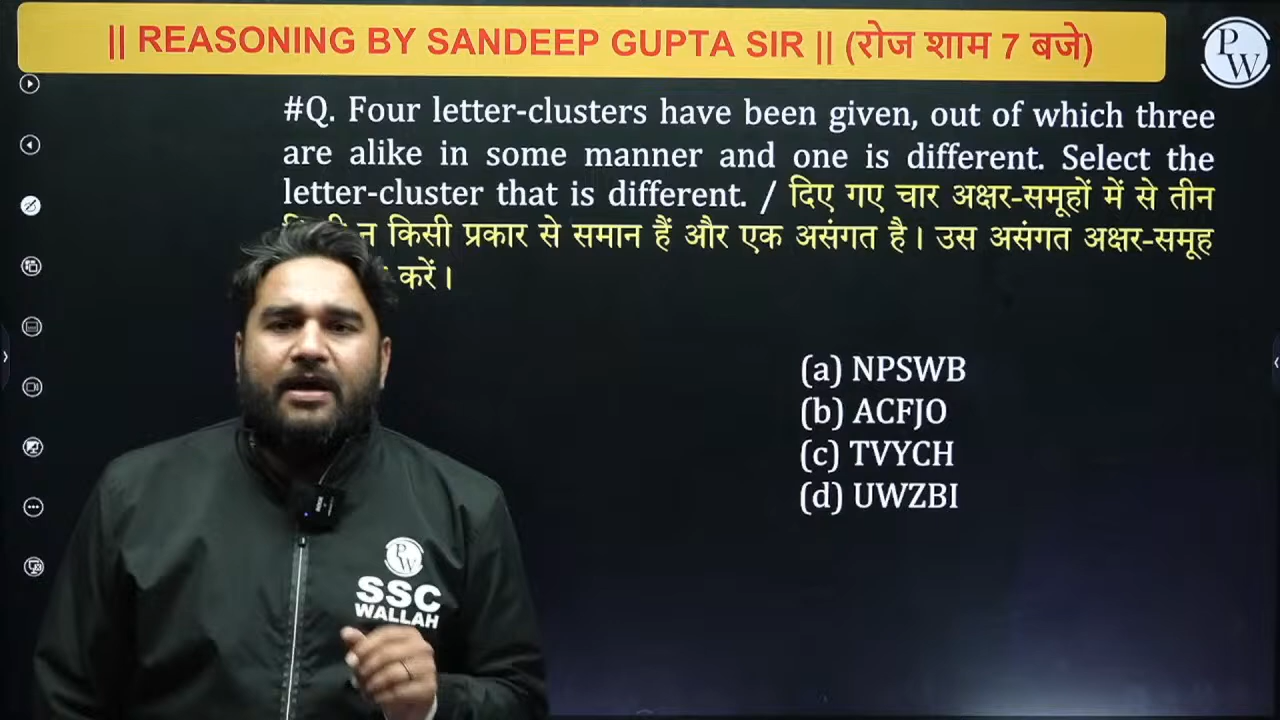 || REASONING BY SANDEEP GUPTA SIR || (रोज शाम 7 बजे)
PW
#Q. Four letter-clusters have been given, out of which three
are alike in some manner and one is different. Select the
letter-cluster that is different. / दिए गए चार अक्षर-समूहों में से तीन
न किसी प्रकार से समान हैं और एक असंगत है। उस असंगत अक्षर-समूह
करें।
(a) NPSWB
(b) ACFJO
(c) TVYCH
(d) UWZBI
PW
SSC
WALLAH